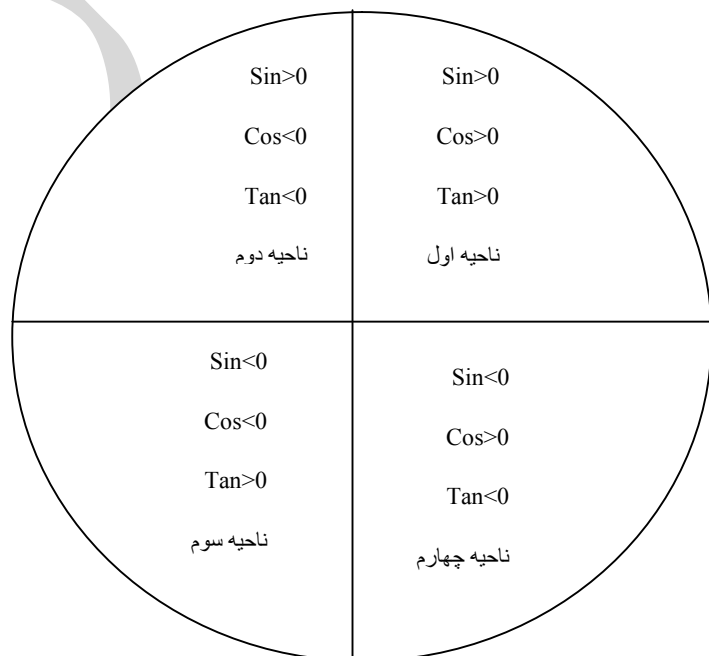 Sin>0
Cos>0
Tan>0
ناحیه اول
Sin>0
Cos<0
Tan<0
ناحیه دوم
Sin<0
Cos<0
Tan>0
ناحیه سوم
Sin<0
Cos>0
Tan<0
ناحیه چهارم